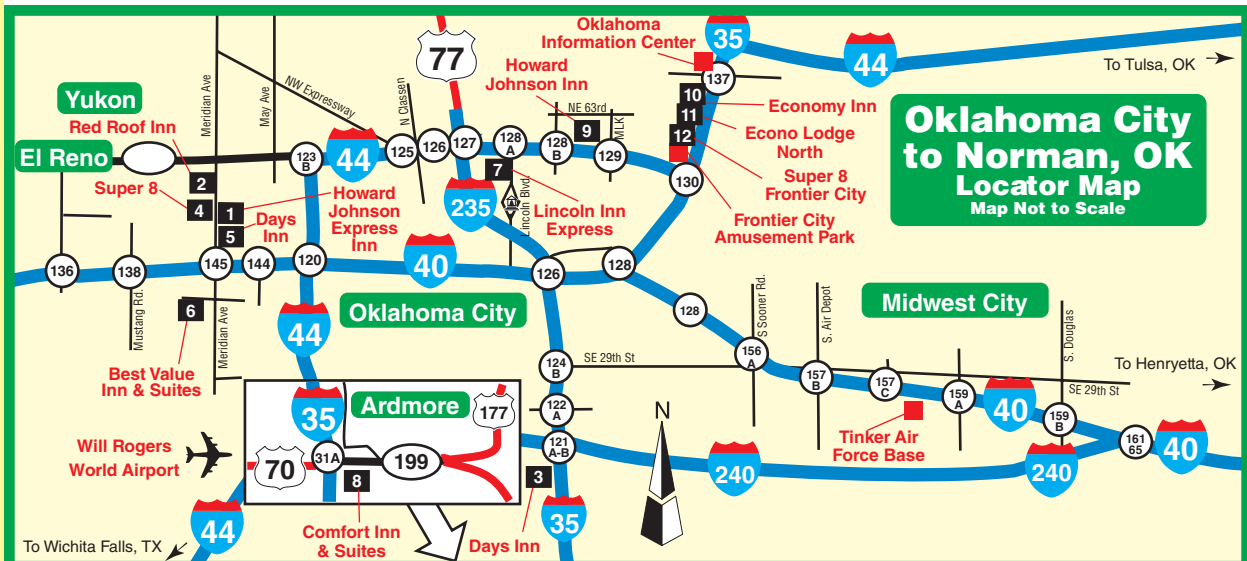 Oklahoma City
to Norman, OK
Locator Map
Map Not to Scale
Oklahoma
Information Center
35
44
To Tulsa, OK
77
137
Howard
Johnson Inn
Yukon
Red Roof Inn
El Reno
Super 8
Meridian Ave
May Ave
NW Expressway
N Classen
NE 63rd
MLK
10
Economy Inn
11
Econo Lodge
North
12
Super 8
Frontier City
Frontier City
Amusement Park
9
123
B
44
125
126
127
128
A
128
B
129
130
2
4
1
5
Howard
Johnson
Express
Inn
Days
Inn
7
235
Lincoln Blvd.
Lincoln Inn
Express
136
138
145
144
120
40
126
128
Mustang Rd.
6
Meridian Ave
Best Value
Inn & Suites
44
Oklahoma City
128
S Sooner Rd.
S. Air Depot
Midwest City
S. Douglas
To Henryetta, OK
124
B
SE 29th St
156
A
157
B
157
C
159
A
40
SE 29th St
159
B
161
65
40
Tinker Air
Force Base
122
A
121
A-B
240
240
N
35
Ardmore
177
70
31A
199
8
Will Rogers
World Airport
3
35
44
Comfort Inn
& Suites
Days Inn
To Wichita Falls, TX